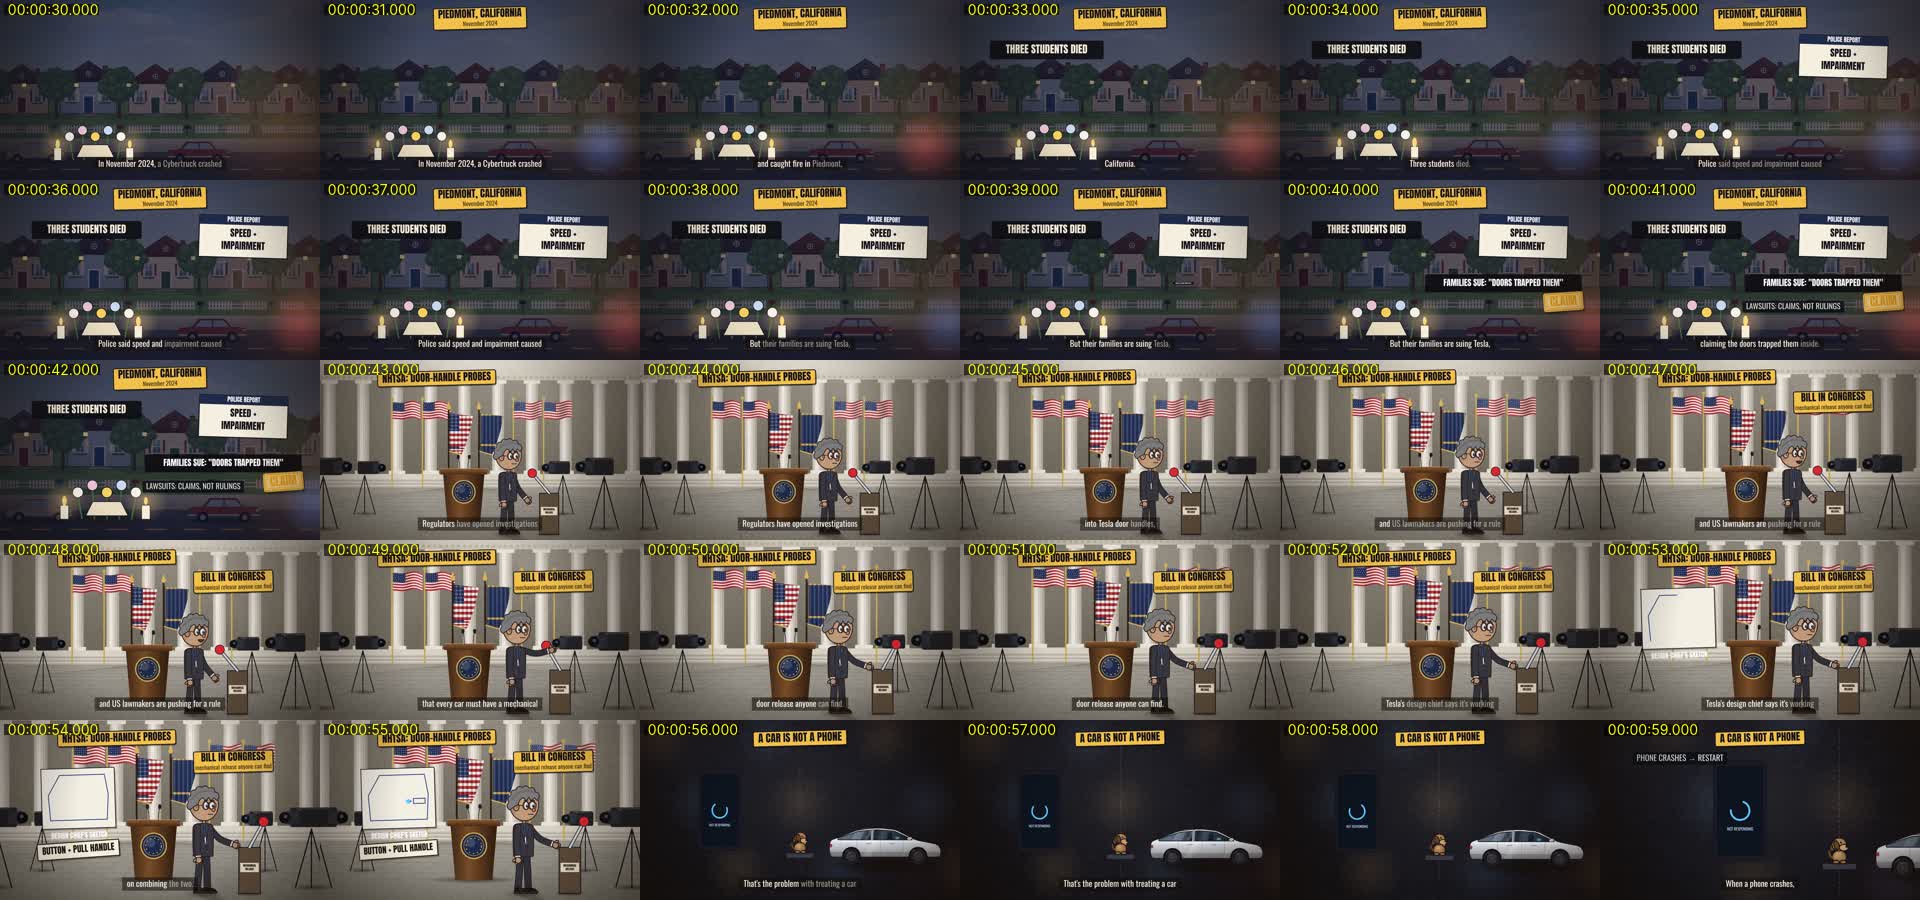 00:00:30.000
In November 2024, a Cybertruck crashed
00:00:31.000
PIEDMONT, CALIFORNIA
November 2024
In November 2024, a Cybertruck crashed
00:00:32.000
PIEDMONT, CALIFORNIA
November 2024
and caught fire in Piedmont,
00:00:33.000
PIEDMONT, CALIFORNIA
November 2024
THREE STUDENTS DIED
California.
00:00:34.000
PIEDMONT, CALIFORNIA
November 2024
THREE STUDENTS DIED
Three students died.
00:00:35.000
PIEDMONT, CALIFORNIA
November 2024
THREE STUDENTS DIED
POLICE REPORT
SPEED +
IMPAIRMENT
Police said speed and impairment caused
00:00:36.000
PIEDMONT, CALIFORNIA
November 2024
THREE STUDENTS DIED
POLICE REPORT
SPEED +
IMPAIRMENT
Police said speed and impairment caused
00:00:37.000
PIEDMONT, CALIFORNIA
November 2024
THREE STUDENTS DIED
POLICE REPORT
SPEED +
IMPAIRMENT
Police said speed and impairment caused
00:00:38.000
PIEDMONT, CALIFORNIA
November 2024
THREE STUDENTS DIED
POLICE REPORT
SPEED +
IMPAIRMENT
But their families are suing Tesla,
00:00:39.000
PIEDMONT, CALIFORNIA
November 2024
THREE STUDENTS DIED
POLICE REPORT
SPEED +
IMPAIRMENT
But their families are suing Tesla,
00:00:40.000
PIEDMONT, CALIFORNIA
November 2024
THREE STUDENTS DIED
POLICE REPORT
SPEED +
IMPAIRMENT
FAMILIES SUE: "DOORS TRAPPED THEM"
CLAIM
But their families are suing Tesla,
00:00:41.000
PIEDMONT, CALIFORNIA
November 2024
THREE STUDENTS DIED
POLICE REPORT
SPEED +
IMPAIRMENT
FAMILIES SUE: "DOORS TRAPPED THEM"
LAWSUITS: CLAIMS, NOT RULINGS
CLAIM
claiming the doors trapped them inside.
00:00:42.000
PIEDMONT, CALIFORNIA
November 2024
THREE STUDENTS DIED
POLICE REPORT
SPEED +
IMPAIRMENT
FAMILIES SUE: "DOORS TRAPPED THEM"
LAWSUITS: CLAIMS, NOT RULINGS
CLAIM
00:00:43.000
NHTSA: DOOR-HANDLE PROBES
Regulators have opened investigations
00:00:44.000
NHTSA: DOOR-HANDLE PROBES
Regulators have opened investigations
00:00:45.000
NHTSA: DOOR-HANDLE PROBES
into Tesla door handles,
00:00:46.000
NHTSA: DOOR-HANDLE PROBES
and US lawmakers are pushing for a rule
00:00:47.000
NHTSA: DOOR-HANDLE PROBES
BILL IN CONGRESS
mechanical release anyone can find
and US lawmakers are pushing for a rule
00:00:48.000
NHTSA: DOOR-HANDLE PROBES
BILL IN CONGRESS
mechanical release anyone can find
and US lawmakers are pushing for a rule
00:00:49.000
NHTSA: DOOR-HANDLE PROBES
BILL IN CONGRESS
mechanical release anyone can find
that every car must have a mechanical
00:00:50.000
NHTSA: DOOR-HANDLE PROBES
BILL IN CONGRESS
mechanical release anyone can find
door release anyone can find.
00:00:51.000
NHTSA: DOOR-HANDLE PROBES
BILL IN CONGRESS
mechanical release anyone can find
door release anyone can find.
00:00:52.000
NHTSA: DOOR-HANDLE PROBES
BILL IN CONGRESS
mechanical release anyone can find
Tesla's design chief says it's working
00:00:53.000
NHTSA: DOOR-HANDLE PROBES
BILL IN CONGRESS
mechanical release anyone can find
DESIGN CHIEF'S SKETCH
Tesla's design chief says it's working
00:00:54.000
NHTSA: DOOR-HANDLE PROBES
BILL IN CONGRESS
mechanical release anyone can find
DESIGN CHIEF'S SKETCH
BUTTON + PULL HANDLE
on combining the two.
00:00:55.000
NHTSA: DOOR-HANDLE PROBES
BILL IN CONGRESS
mechanical release anyone can find
DESIGN CHIEF'S SKETCH
BUTTON + PULL HANDLE
00:00:56.000
A CAR IS NOT A PHONE
NOT RESPONDING
That's the problem with treating a car
00:00:57.000
A CAR IS NOT A PHONE
NOT RESPONDING
That's the problem with treating a car
00:00:58.000
A CAR IS NOT A PHONE
NOT RESPONDING
00:00:59.000
A CAR IS NOT A PHONE
PHONE CRASHES → RESTART
NOT RESPONDING
When a phone crashes,